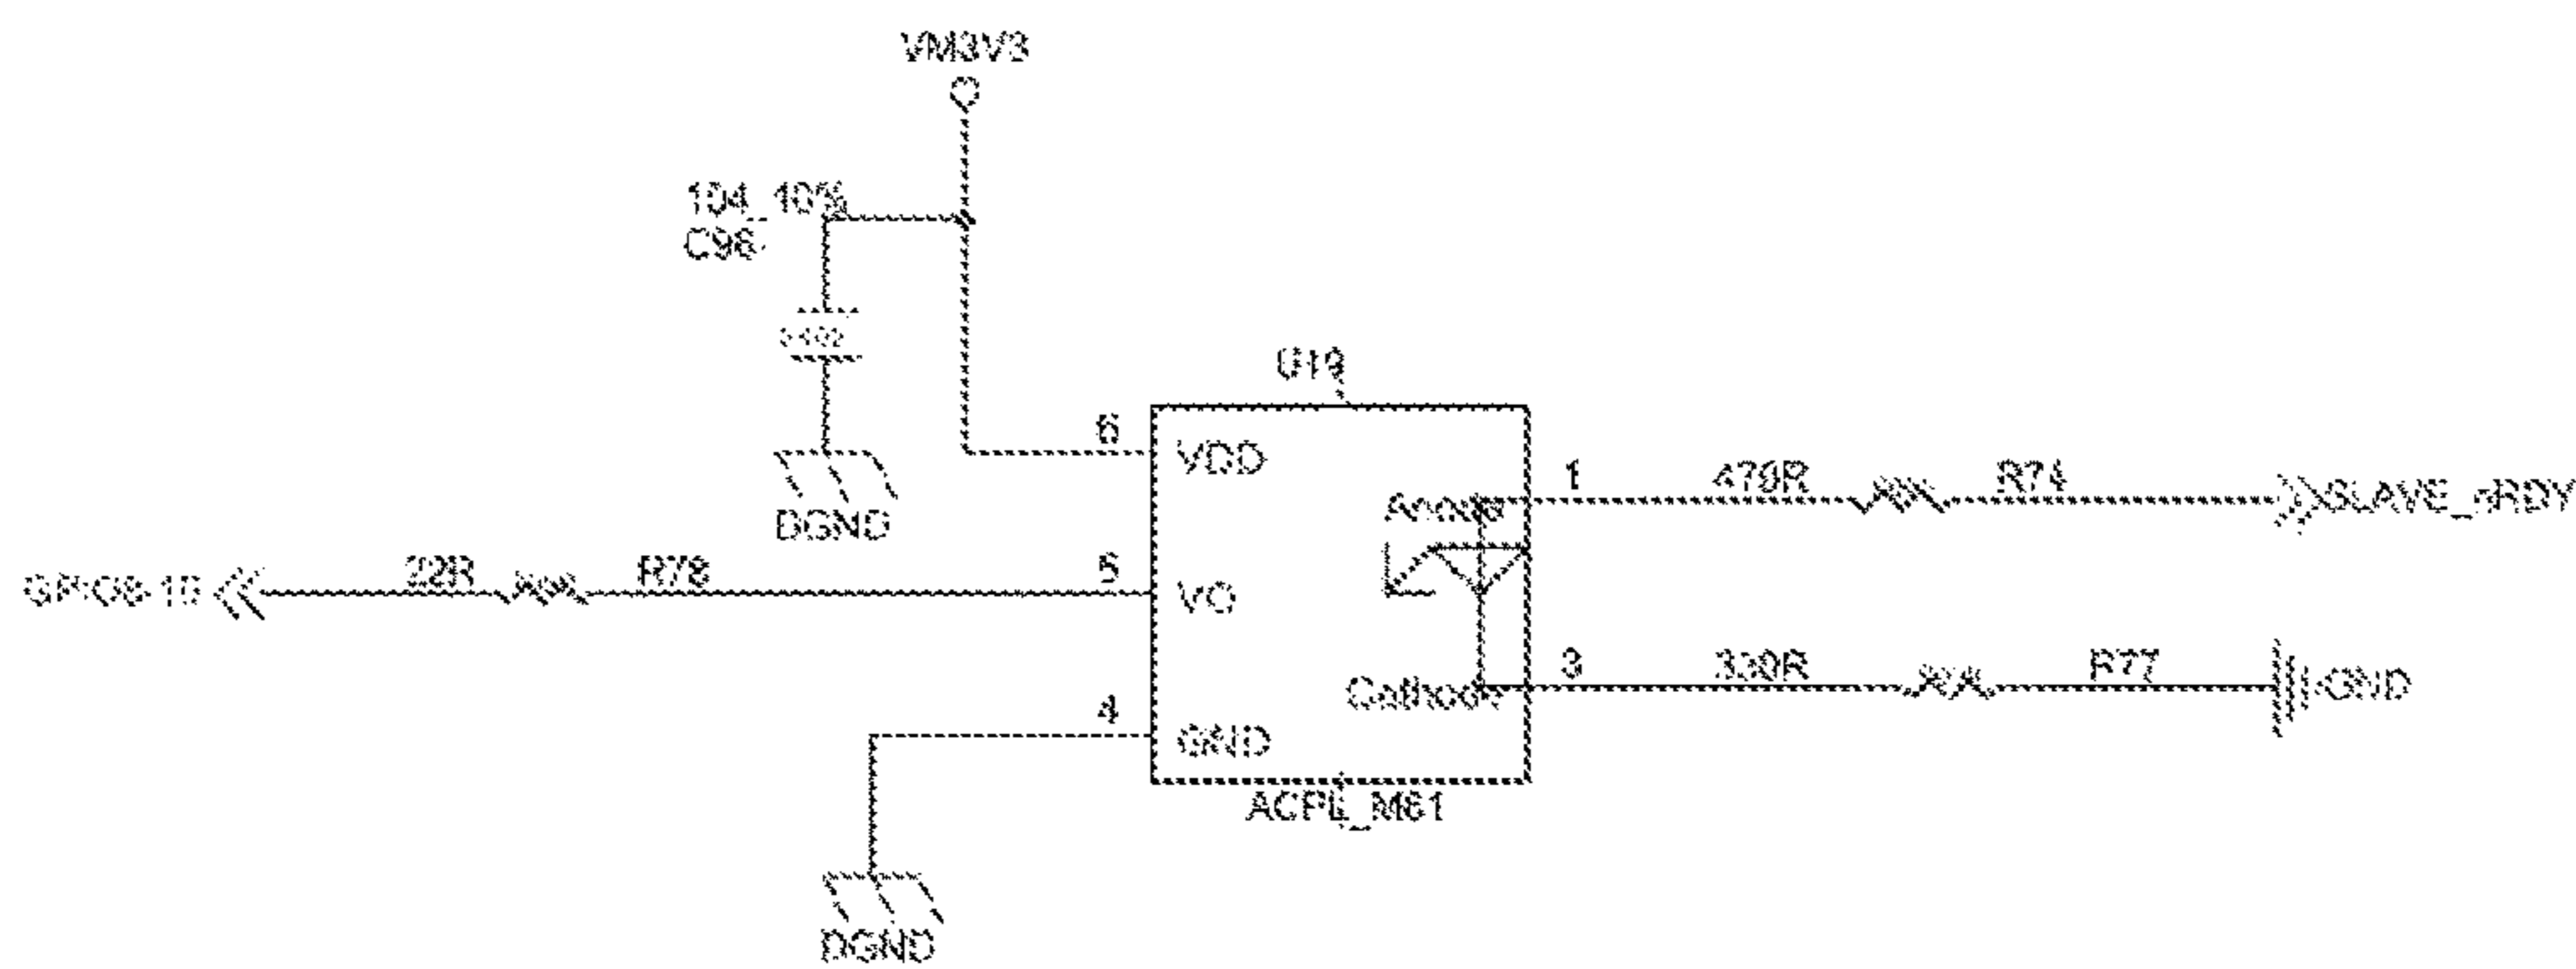 VM3V3
104_10%
C96
U19
6
VDD
1
470R
R74
SLAVE_nRDY
Anode
DGND
22R
R78
5
VO
3
330R
R77
GND
Cathode
4
GND
ACPL_M61
DGND